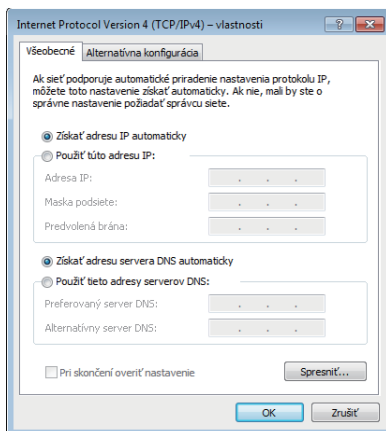 Internet Protocol Version 4 (TCP/IPv4) – vlastnosti
Všeobecné
Alternatívna konfigurácia
Ak sieť podporuje automatické priradenie nastavenia protokolu IP,
môžete toto nastavenie získať automaticky. Ak nie, mali by ste o
správne nastavenie požiadať správcu siete.
Získať adresu IP automaticky
Použiť túto adresu IP:
Adresa IP:
Maska podsiete:
Predvolená brána:
Získať adresu servera DNS automaticky
Použiť tieto adresy serverov DNS:
Preferovaný server DNS:
Alternatívny server DNS:
Pri skončení overiť nastavenie
Spresniť...
OK
Zrušiť